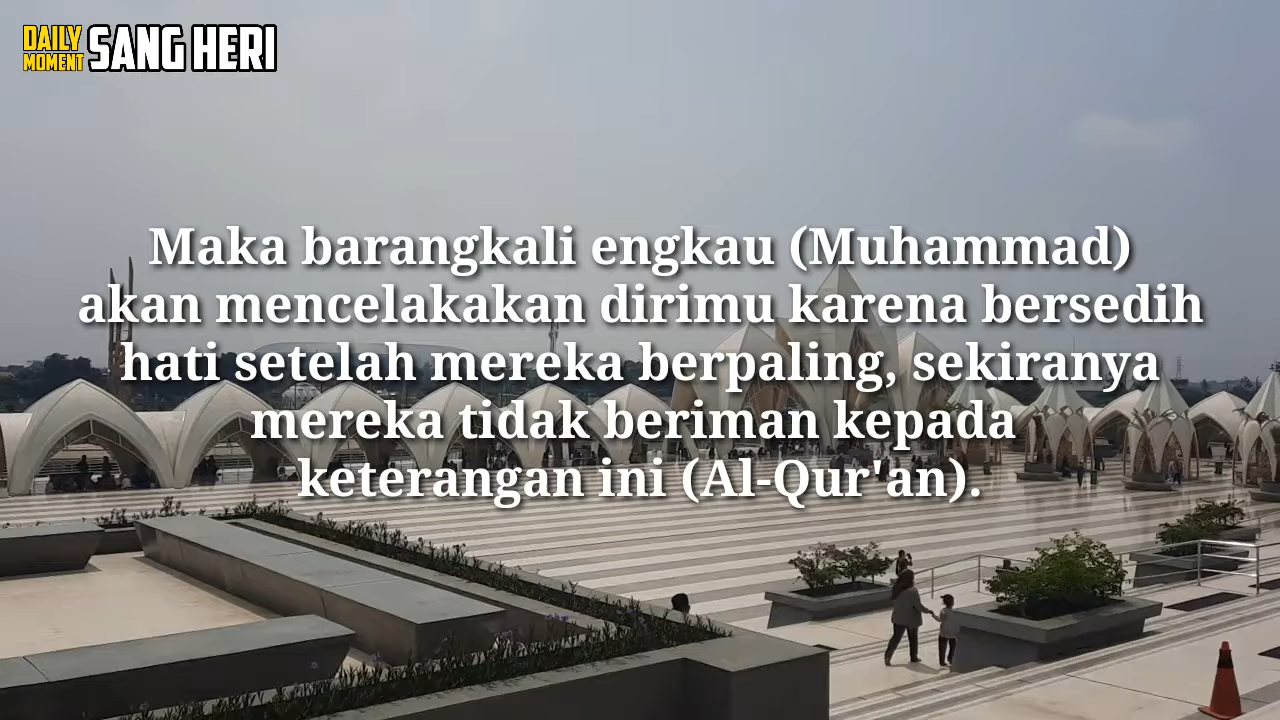 DAILY
MOMENT
SANG HERI
Maka barangkali engkau (Muhammad)
akan mencelakakan dirimu karena bersedih
hati setelah mereka berpaling, sekiranya
mereka tidak beriman kepada
keterangan ini (Al-Qur'an).